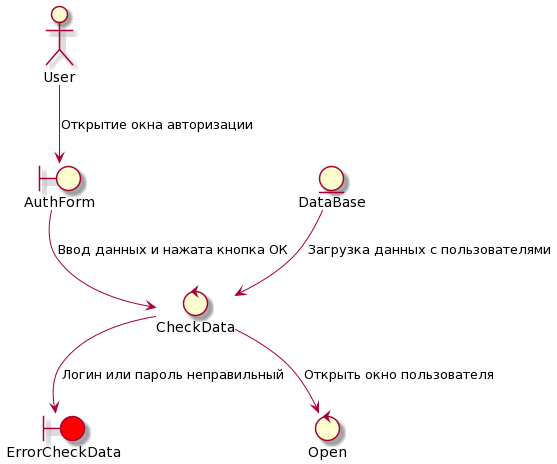 User
Открытие окна авторизации
AuthForm
DataBase
Ввод данных и нажата кнопка ОК
Загрузка данных с пользователями
CheckData
Логин или пароль неправильный
Открыть окно пользователя
ErrorCheckData
Open